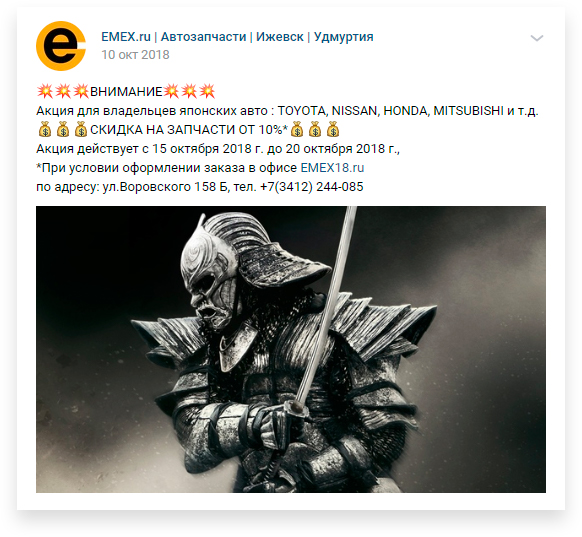 EMEX.ru | Автозапчасти | Ижевск | Удмуртия
10 окт 2018
💥💥💥ВНИМАНИЕ💥💥💥
Акция для владельцев японских авто : TOYOTA, NISSAN, HONDA, MITSUBISHI и т.д.
💰💰💰СКИДКА НА ЗАПЧАСТИ ОТ 10%*💰💰💰
Акция действует с 15 октября 2018 г. до 20 октября 2018 г.,
*При условии оформлении заказа в офисе EMEX18.ru
по адресу: ул.Воровского 158 Б, тел. +7(3412) 244-085